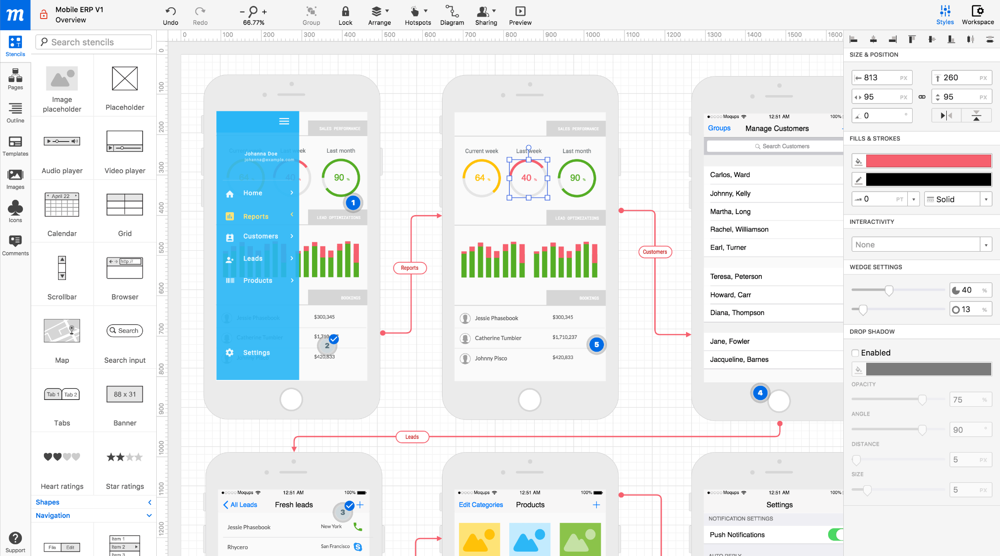 m
Mobile ERP V1
Overview
Undo
Redo
66.77%
Group
Lock
Arrange
Hotspots
Diagram
Sharing
Preview
Styles
Workspace
Stencils
Pages
Outline
Templates
Images
Icons
Comments
Support
Search stencils
Image placeholder
Placeholder
Audio player
Video player
April 22
Calendar
Grid
http://
Scrollbar
Browser
Search
Map
Search input
Tab 1
Tab 2
88 x 31
Tabs
Banner
Heart ratings
Star ratings
Shapes
Navigation
File
Edit
Item 1
Item 2
Item 3
0 100 200 300 400 500 600 700 800 900 1000 1100 1200 1300 1400 1500 1600
0
100
200
300
400
500
600
700
800
900
1000
1100
1200
SALES PERFORMANCE
Current week
Last week
Last month
Johanna Doe
johanna@example.com
64
40
90 %
Home
1
Reports
LEAD OPTIMIZATIONS
Customers
Leads
Products
BOOKINGS
Jessie Phasebook
$300,345
Catherine Tumbler
$1,710,237
2
Settings
Johnny Pisco
$420,833
Reports
SALES PERFORMANCE
Current week
Last week
Last month
64 %
40 %
90 %
LEAD OPTIMIZATIONS
BOOKINGS
Jessie Phasebook
$300,345
Catherine Tumbler
$1,710,237
5
Johnny Pisco
$420,833
Customers
Moqups
12:51 AM
100%
Groups
Manage Customers
Search Customers
Carlos, Ward
Johnny, Kelly
Martha, Long
Rachel, Williamson
Earl, Turner
Teresa, Peterson
Howard, Carr
Diana, Thompson
Jane, Fowler
Jacqueline, Barnes
4
Leads
Moqups
12:51 AM
100%
All Leads
Fresh leads
3
Jessie Phasebook
New York
Rhycero
San Francisco
Moqups
12:51 AM
100%
Edit Categories
Products
Moqups
12:51 AM
100%
Settings
NOTIFICATION SETTINGS
Push Notifications
AUTO REPLY
SIZE & POSITION
813 PX
260 PX
95 PX
95 PX
0 °
FILLS & STROKES
0 PT
Solid
INTERACTIVITY
None
WEDGE SETTINGS
40 %
13 %
DROP SHADOW
Enabled
OPACITY
75 %
ANGLE
90 °
DISTANCE
5 PX
SIZE
5 PX